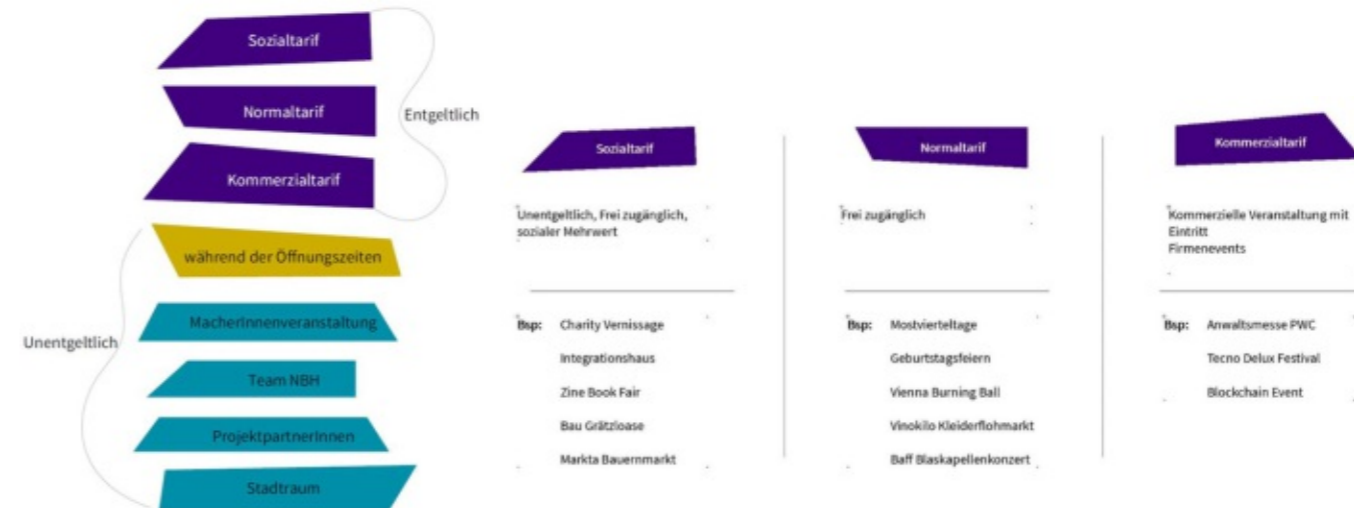 Sozialtarif
Normaltarif
Entgeltlich
Kommerzialtarif
während der Öffnungszeiten
MacherInnenveranstaltung
Unentgeltlich
Team NBH
ProjektpartnerInnen
Stadtraum
Sozialtarif
Unentgeltlich, Frei zugänglich,
sozialer Mehrwert
Bsp: Charity Vernissage
Integrationshaus
Zine Book Fair
Bau Grätzloase
Markta Bauernmarkt
Normaltarif
Frei zugänglich
Bsp: Mostvierteltage
Geburtstagsfeiern
Vienna Burning Ball
Vinokilo Kleiderflohmarkt
Baff Blaskapellenkonzert
Kommerzialtarif
Kommerzielle Veranstaltung mit
Eintritt
Firmenevents
Bsp: Anwaltsmesse PWC
Tecno Delux Festival
Blockchain Event